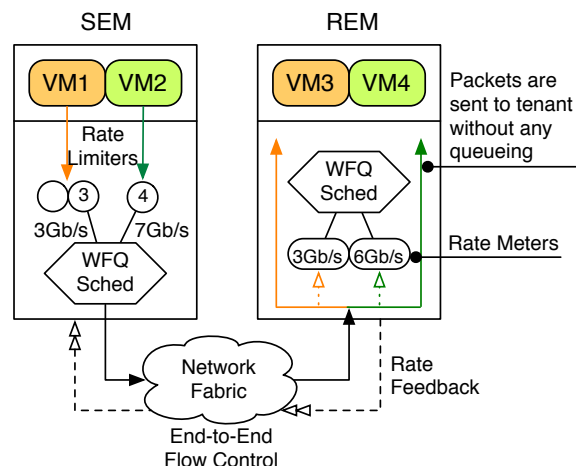 SEM
REM
VM1
VM2
VM3
VM4
Packets are
sent to tenant
without any
queueing
Rate
Limiters
WFQ
Sched
3
4
3Gb/s
7Gb/s
3Gb/s
6Gb/s
Rate Meters
WFQ
Sched
Network
Fabric
Rate
Feedback
End-to-End
Flow Control